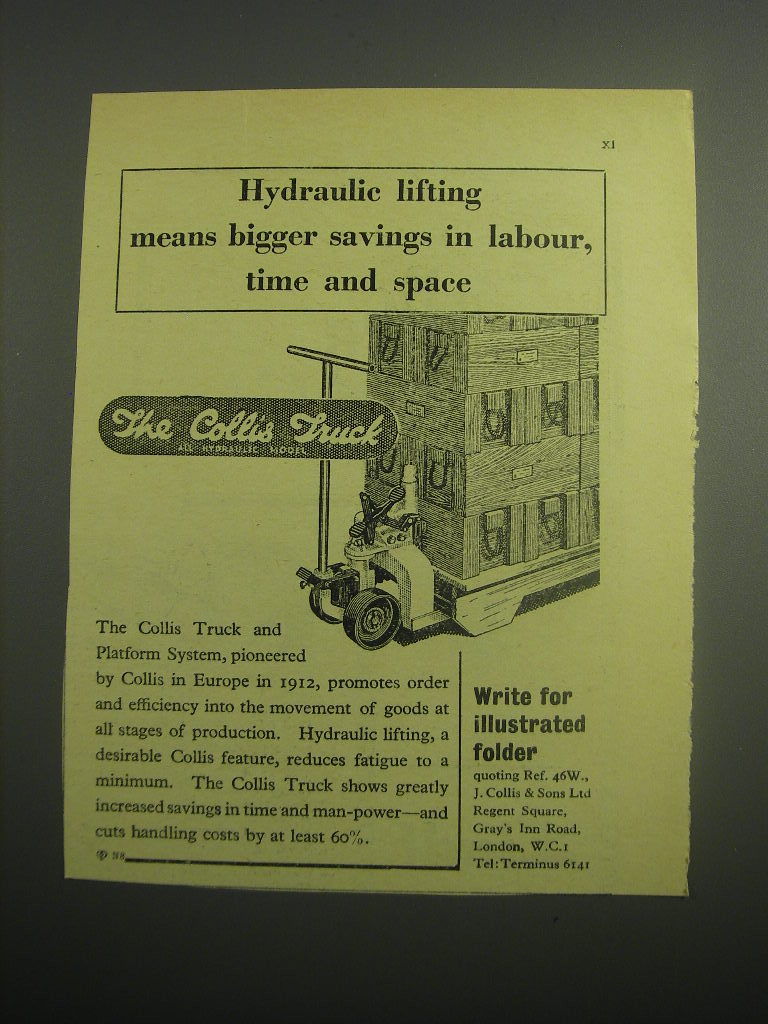 XI
Hydraulic lifting
means bigger savings in labour,
time and space
The Collis Truck
HYDRAULIC MODEL
The Collis Truck and
Platform System, pioneered
by Collis in Europe in 1912, promotes order
and efficiency into the movement of goods at
all stages of production. Hydraulic lifting, a
desirable Collis feature, reduces fatigue to a
minimum. The Collis Truck shows greatly
increased savings in time and man-power—and
cuts handling costs by at least 60%.
Write for
illustrated
folder
quoting Ref. 46W.,
J. Collis & Sons Ltd
Regent Square,
Gray's Inn Road,
London, W.C.1
Tel: Terminus 6141